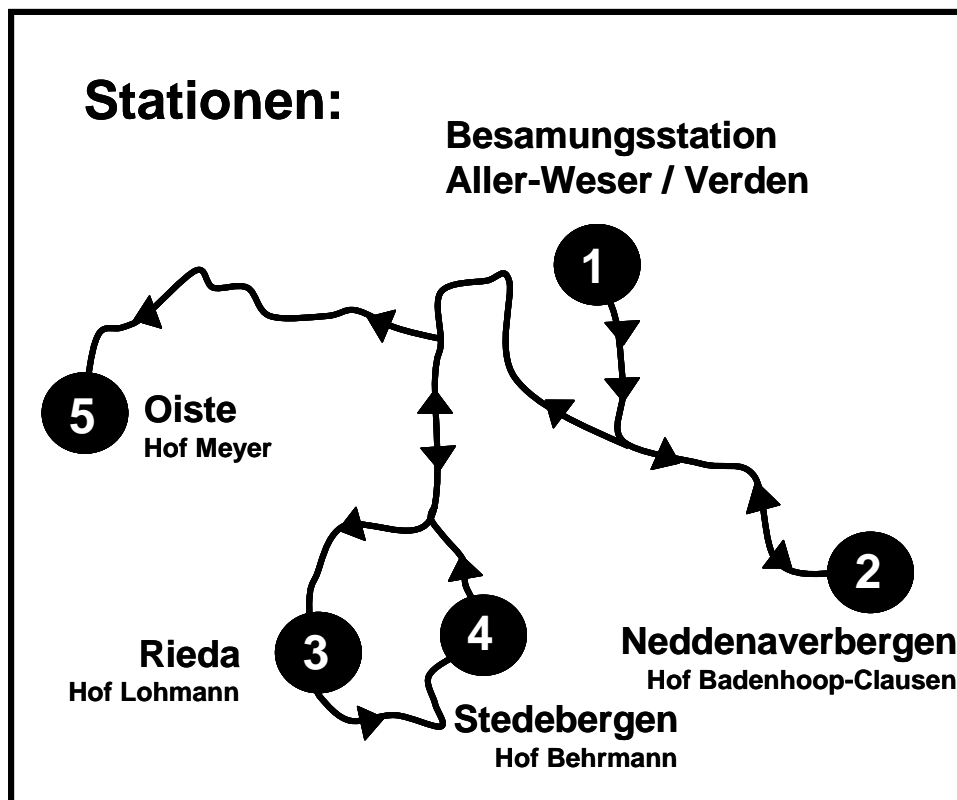 Stationen:
Besamungsstation
Aller-Weser / Verden
1
5
Oiste
Hof Meyer
2
Neddenaverbergen
Hof Badenhoop-Clausen
3
Rieda
Hof Lohmann
4
Stedebergen
Hof Behrmann